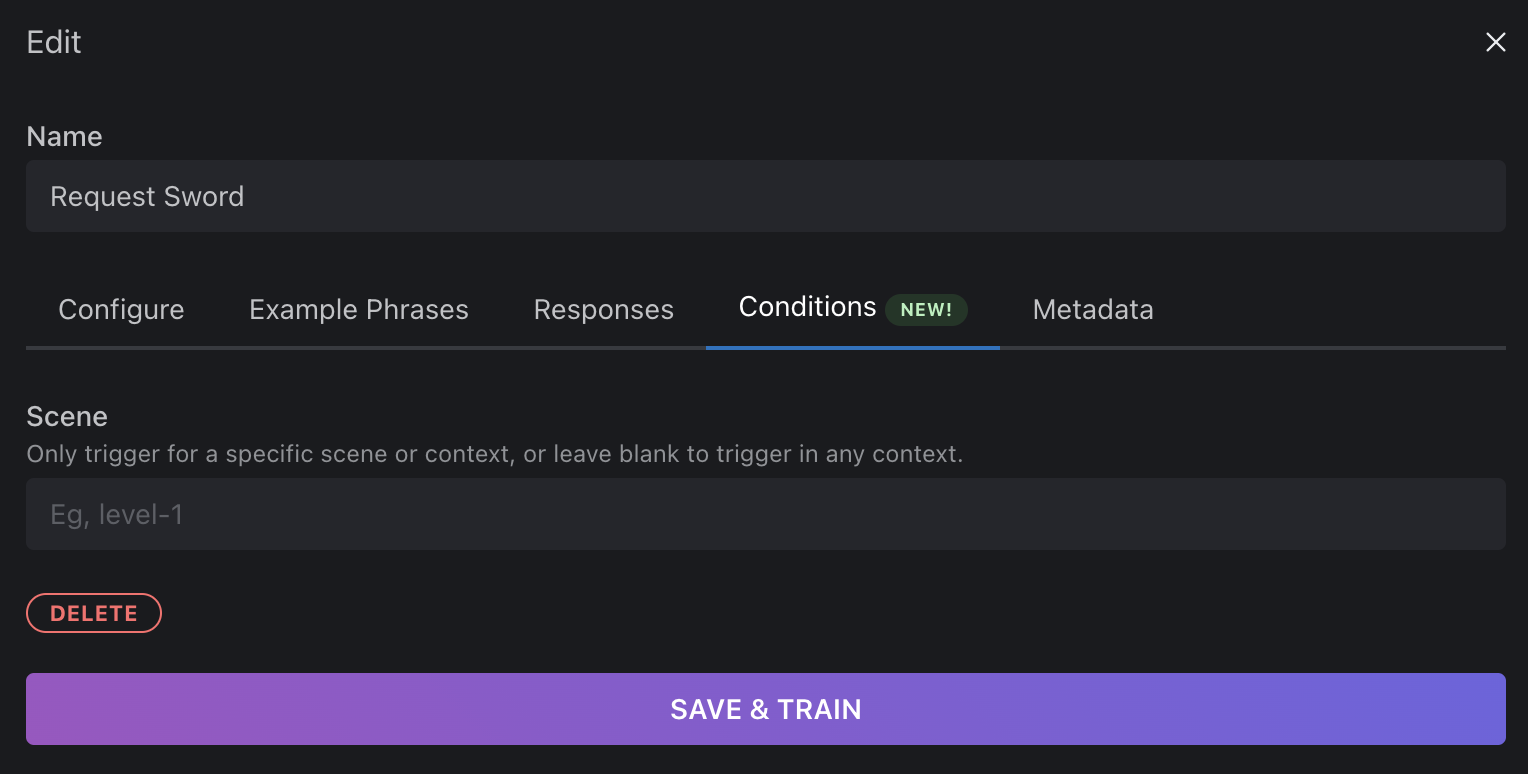 Edit
Name
Request Sword
Configure Example Phrases Responses Conditions NEW! Metadata
Scene
Only trigger for a specific scene or context, or leave blank to trigger in any context.
Eg, level-1
DELETE
SAVE & TRAIN